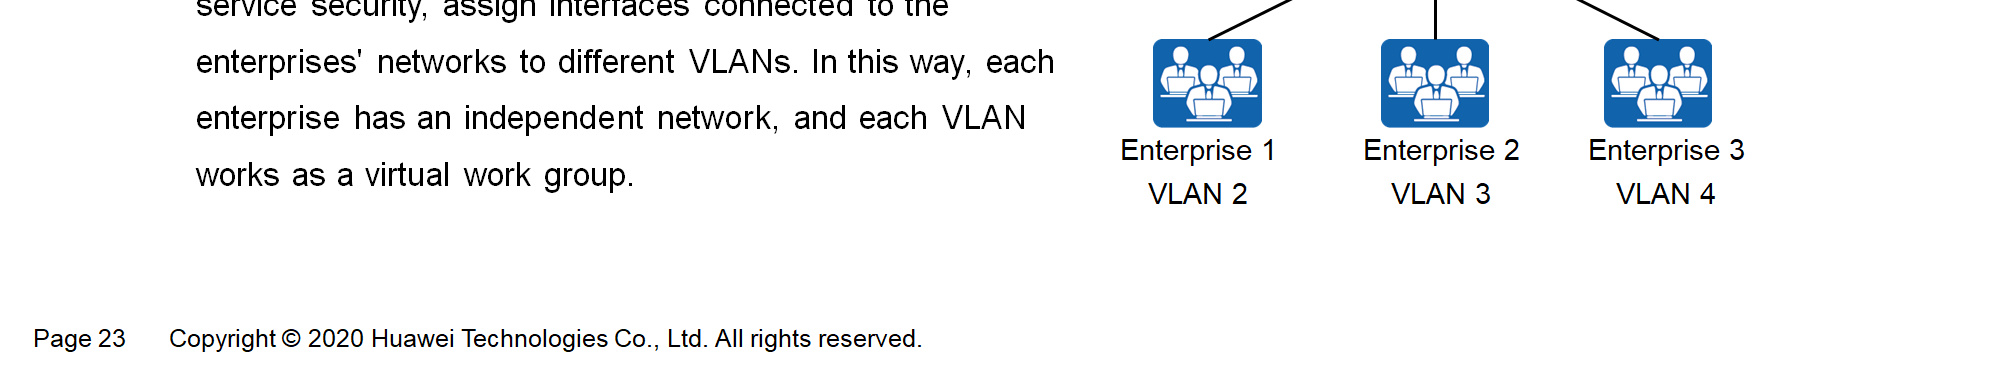 service security, assign interfaces connected to the
enterprises' networks to different VLANs. In this way, each
enterprise has an independent network, and each VLAN
works as a virtual work group.
Enterprise 1
VLAN 2
Enterprise 2
VLAN 3
Enterprise 3
VLAN 4
Page 23
Copyright © 2020 Huawei Technologies Co., Ltd. All rights reserved.